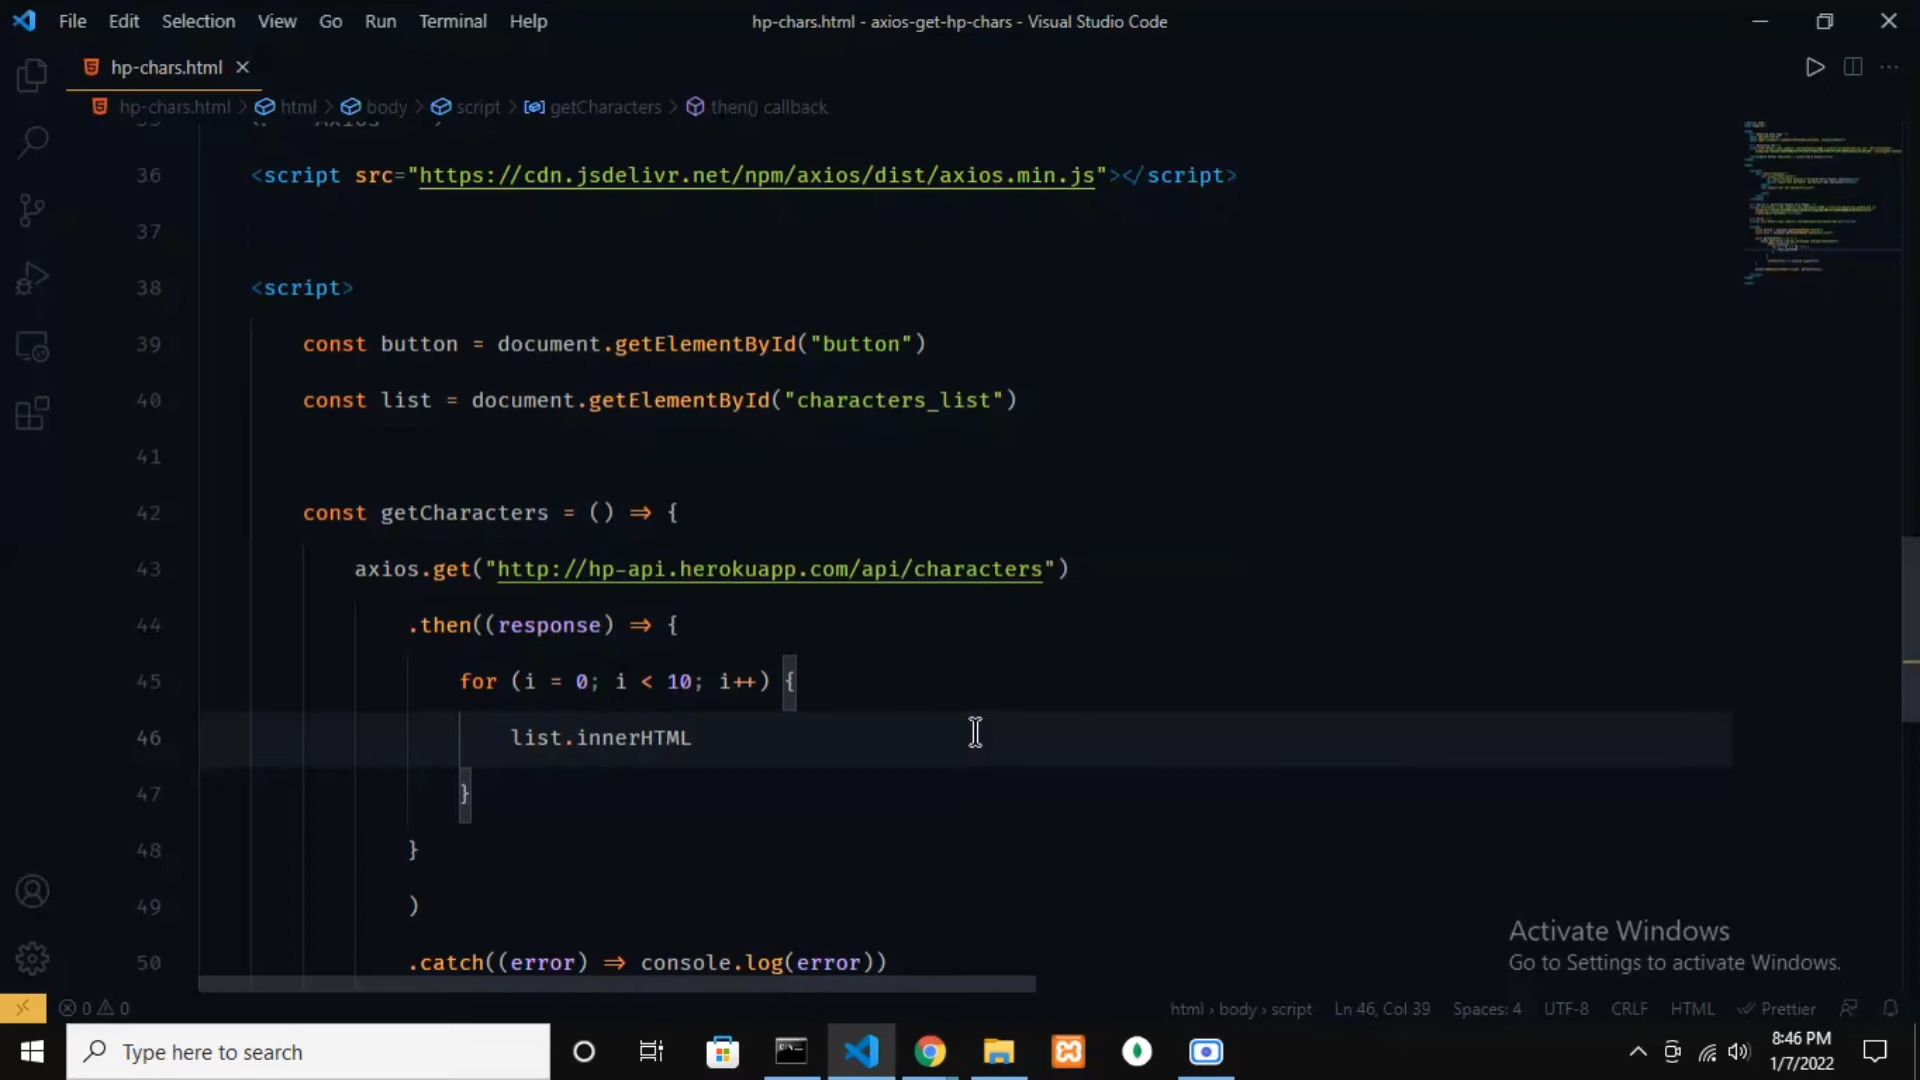 File Edit Selection View Go Run Terminal Help
hp-chars.html - axios-get-hp-chars - Visual Studio Code
hp-chars.html
hp-chars.html > html > body > script > getCharacters > then() callback
36 <script src="https://cdn.jsdelivr.net/npm/axios/dist/axios.min.js"></script>
37
38 <script>
39 const button = document.getElementById("button")
40 const list = document.getElementById("characters_list")
41
42 const getCharacters = () => {
43 axios.get("http://hp-api.herokuapp.com/api/characters")
44 .then((response) => {
45 for (i = 0; i < 10; i++) {
46 list.innerHTML
47 }
48 }
49 )
50 .catch((error) => console.log(error))
Activate Windows
Go to Settings to activate Windows.
0 0 html > body > script Ln 46, Col 39 Spaces: 4 UTF-8 CRLF HTML Prettier
Type here to search
8:46 PM
1/7/2022